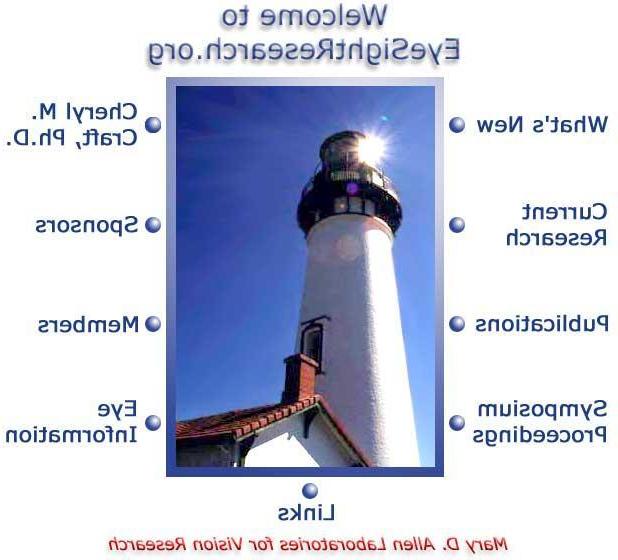 Welcome to
EyeSightResearch.org
What's New
Current
Research
Publications
Symposium
Proceedings
Cheryl M.
Craft, Ph.D.
Sponsors
Members
Eye
Information
Links
Mary D. Allen Laboratories for Vision Research